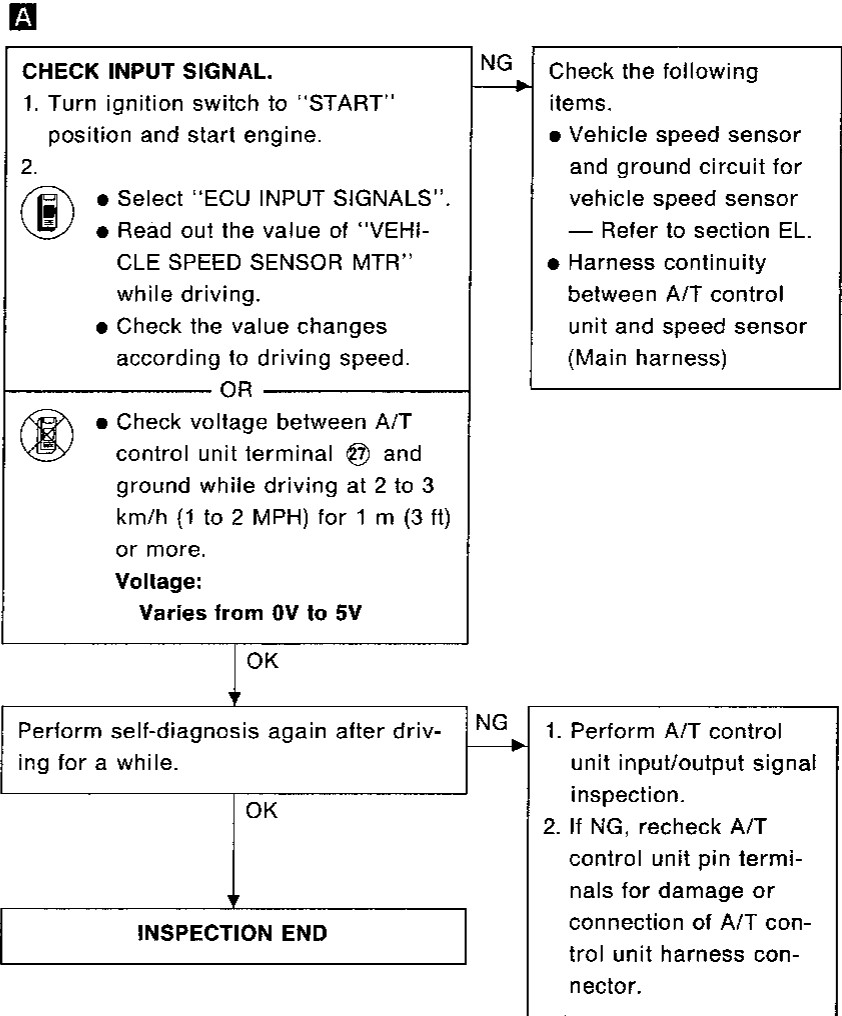 A
CHECK INPUT SIGNAL.
1. Turn ignition switch to "START"
position and start engine.
2.
● Select "ECU INPUT SIGNALS".
● Read out the value of "VEHI-
CLE SPEED SENSOR MTR"
while driving.
● Check the value changes
according to driving speed.
OR
● Check voltage between A/T
control unit terminal ㉗ and
ground while driving at 2 to 3
km/h (1 to 2 MPH) for 1 m (3 ft)
or more.
Voltage:
Varies from 0V to 5V
NG
Check the following
items.
● Vehicle speed sensor
and ground circuit for
vehicle speed sensor
— Refer to section EL.
● Harness continuity
between A/T control
unit and speed sensor
(Main harness)
OK
Perform self-diagnosis again after driv-
ing for a while.
NG
1. Perform A/T control
unit input/output signal
inspection.
2. If NG, recheck A/T
control unit pin termi-
nals for damage or
connection of A/T con-
trol unit harness con-
nector.
OK
INSPECTION END